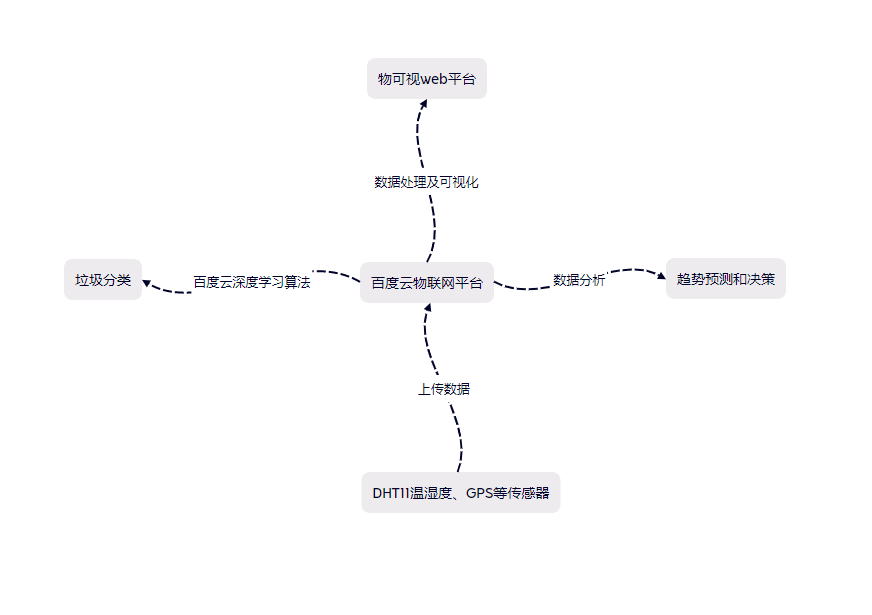 物可视web平台
数据处理及可视化
垃圾分类
百度云深度学习算法
百度云物联网平台
数据分析
趋势预测和决策
上传数据
DHT11温湿度、GPS等传感器